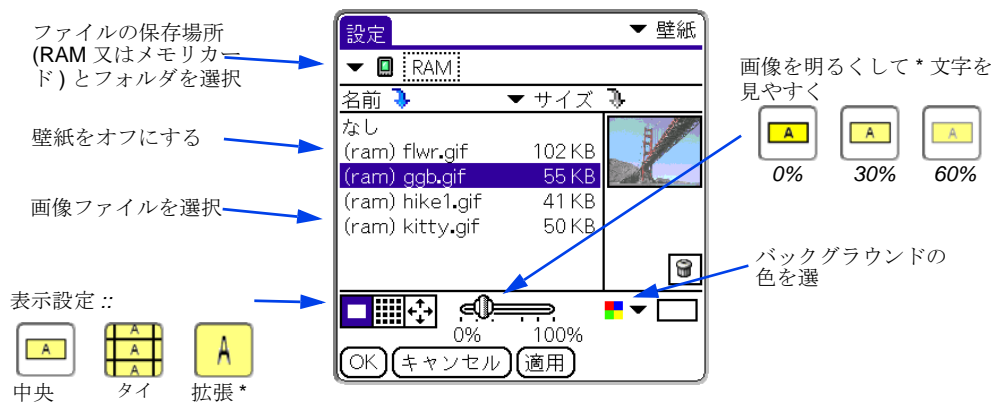 ファイルの保存場所
(RAM 又はメモリカー
ド ) とフォルダを選択
壁紙をオフにする
画像ファイルを選択
表示設定 ::
A
A
A
A
A
中央
タイ
拡張 *
設定
壁紙
RAM
名前
サイズ
なし
(ram) flwr.gif 102 KB
(ram) ggb.gif 55 KB
(ram) hike1.gif 41 KB
(ram) kitty.gif 50 KB
0% 100%
OK キャンセル 適用
画像を明るくして * 文字を
見やすく
A A A
0% 30% 60%
バックグラウンドの
色を選